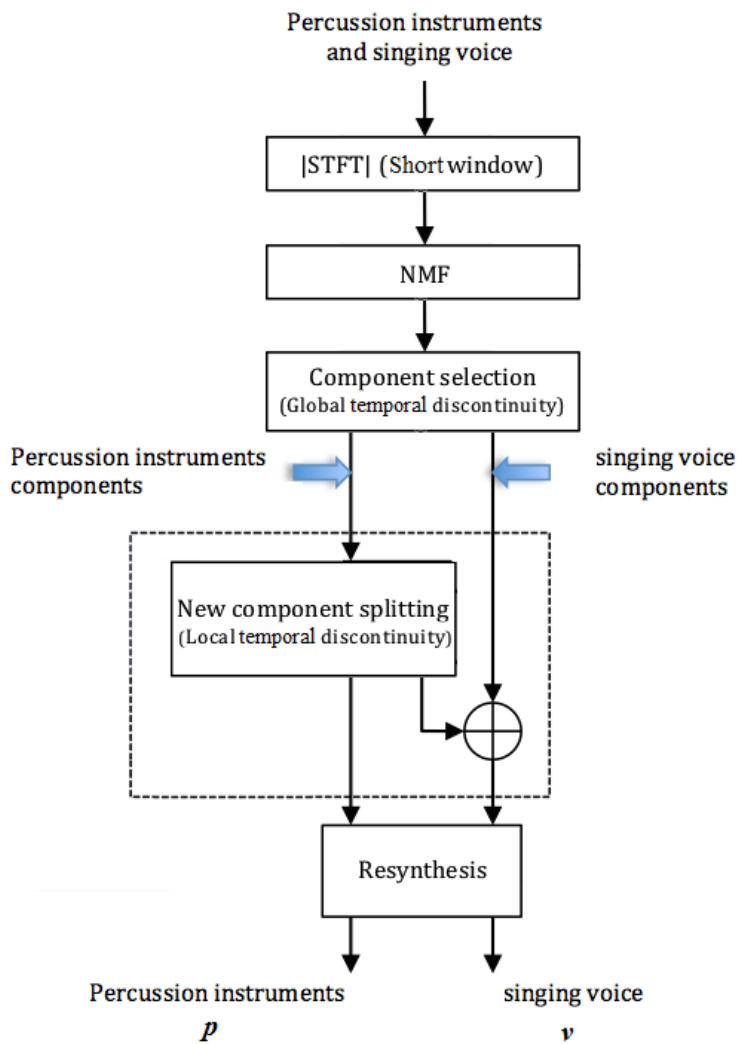 Percussion instruments
and singing voice
|STFT| (Short window)
NMF
Component selection
(Global temporal discontinuity)
Percussion instruments
components
singing voice
components
New component splitting
(Local temporal discontinuity)
Resynthesis
Percussion instruments
p
singing voice
v